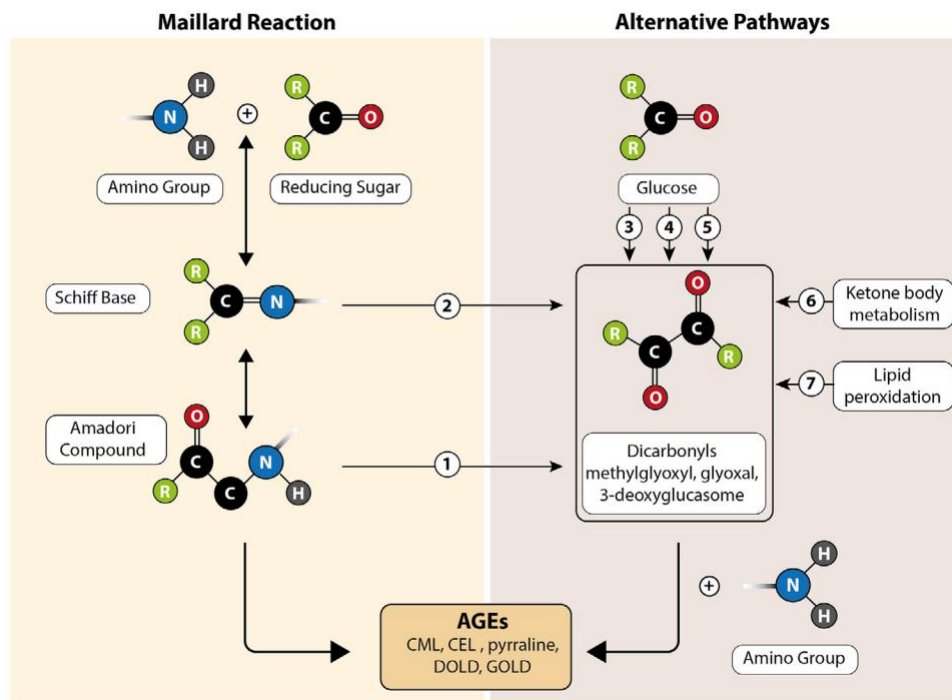 Maillard Reaction
Alternative Pathways
H
N
H
+
R
C
O
R
Amino Group
Reducing Sugar
R
C
O
R
Glucose
3
4
5
Schiff Base
R
C
N
R
2
O
R
C
C
R
O
6
Ketone body
metabolism
7
Lipid
peroxidation
Dicarbonyls
methylglyoxyl, glyoxal,
3-deoxyglucasome
Amadori
Compound
O
C
N
R
C
H
1
AGEs
CML, CEL , pyrraline,
DOLD, GOLD
+
H
N
H
Amino Group